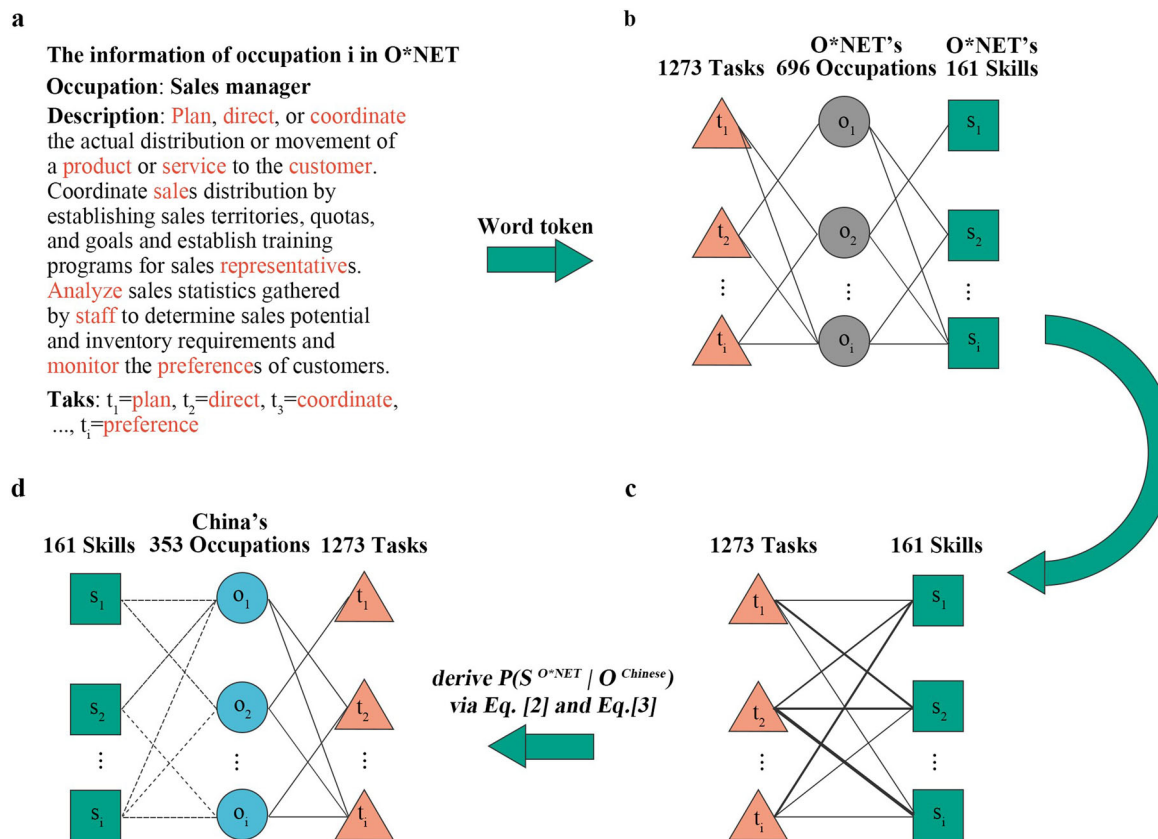 a
The information of occupation i in O*NET
Occupation: Sales manager
Description: Plan, direct, or coordinate
the actual distribution or movement of
a product or service to the customer.
Coordinate sales distribution by
establishing sales territories, quotas,
and goals and establish training
programs for sales representatives.
Analyze sales statistics gathered
by staff to determine sales potential
and inventory requirements and
monitor the preferences of customers.
Taks: t1=plan, t2=direct, t3=coordinate,
..., ti=preference
Word token
b
O*NET's O*NET's
1273 Tasks 696 Occupations 161 Skills
t1 o1 s1
t2 o2 s2
⋮ ⋮ ⋮
ti oi si
c
1273 Tasks 161 Skills
t1 s1
t2 s2
⋮ ⋮
ti si
derive P(S O*NET | O Chinese)
via Eq. [2] and Eq.[3]
d
China's
161 Skills 353 Occupations 1273 Tasks
s1 o1 t1
s2 o2 t2
⋮ ⋮ ⋮
si oi ti